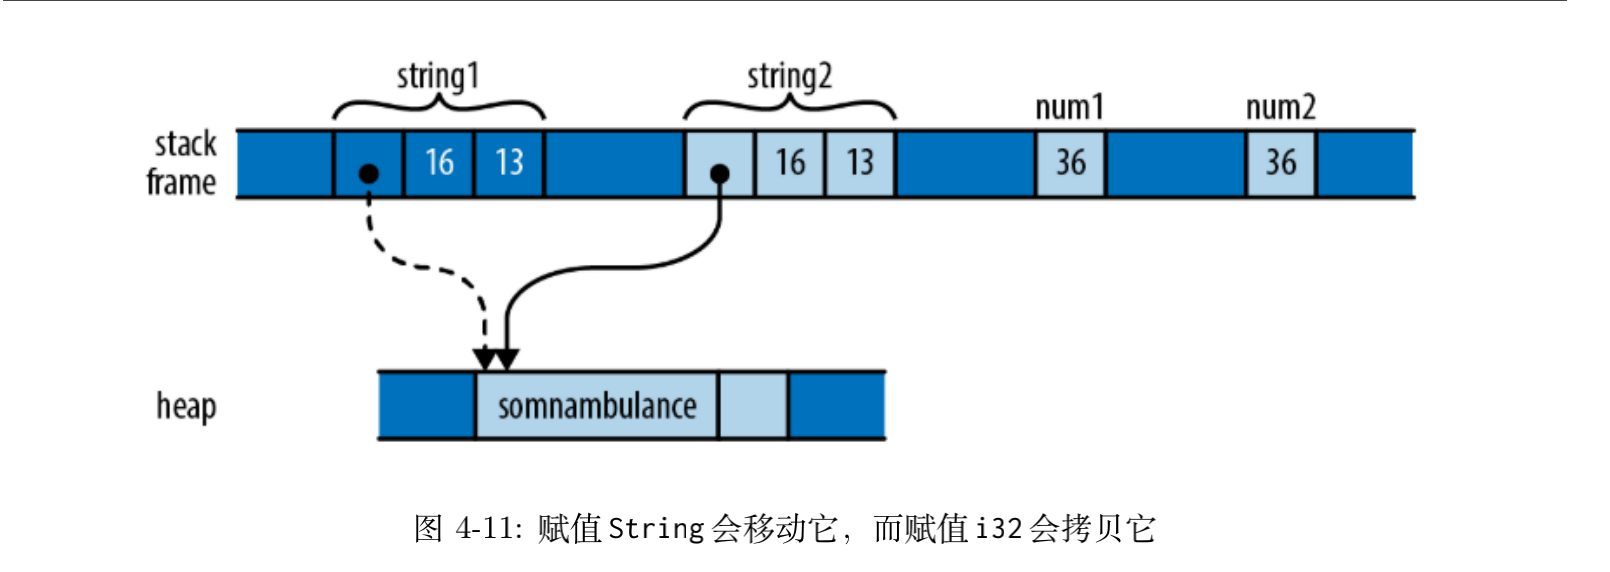 string1
string2
num1
num2
stack
frame
16
13
16
13
36
36
heap
somnambulance
图 4-11: 赋值 String 会移动它，而赋值 i32 会拷贝它